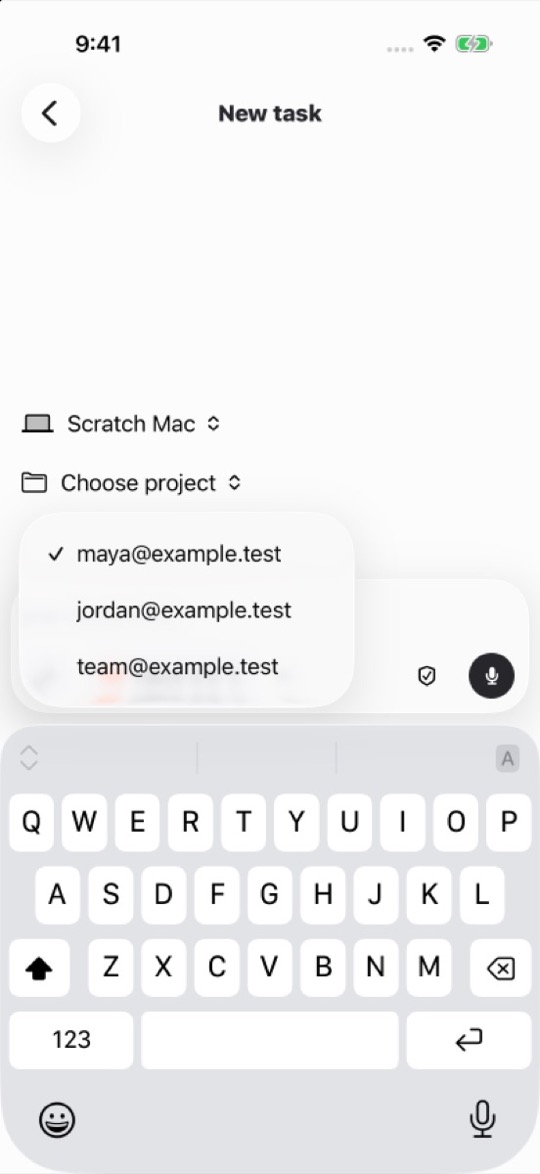 9:41
New task
Scratch Mac
Choose project
maya@example.test
jordan@example.test
team@example.test
A
Q W E R T Y U I O P
A S D F G H J K L
Z X C V B N M
123